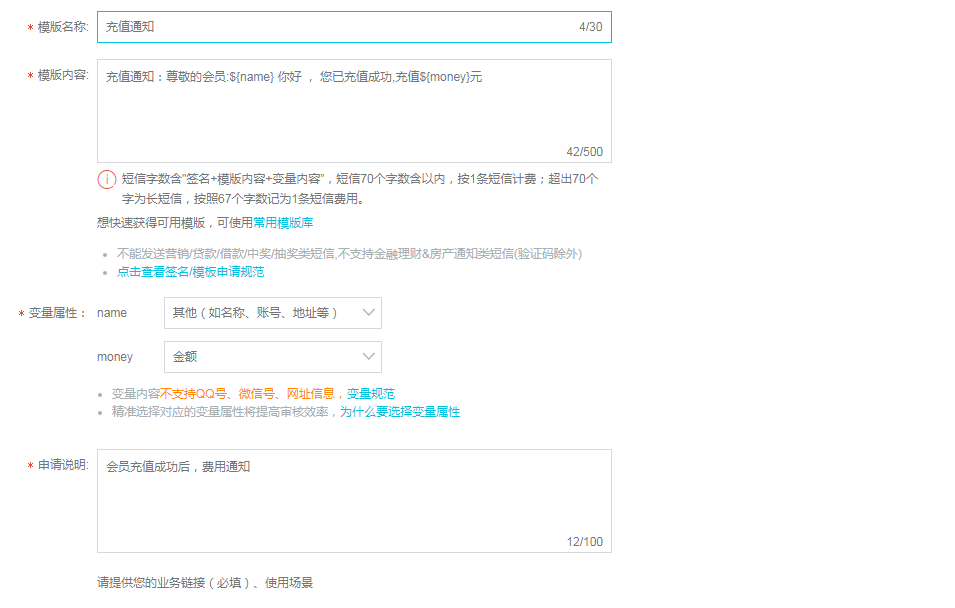 * 模版名称: 充值通知 4/30
* 模版内容: 充值通知：尊敬的会员:${name} 你好 ， 您已充值成功,充值${money}元
42/500
短信字数含"签名+模版内容+变量内容"，短信70个字数含以内，按1条短信计费；超出70个
字为长短信，按照67个字数记为1条短信费用。
想快速获得可用模版，可使用常用模版库
• 不能发送营销/贷款/借款/中奖/抽奖类短信,不支持金融理财&房产通知类短信(验证码除外)
• 点击查看签名/模板申请规范
* 变量属性： name 其他（如名称、账号、地址等）
money 金额
• 变量内容不支持QQ号、微信号、网址信息，变量规范
• 精准选择对应的变量属性将提高审核效率，为什么要选择变量属性
* 申请说明: 会员充值成功后，费用通知
12/100
请提供您的业务链接（必填）、使用场景